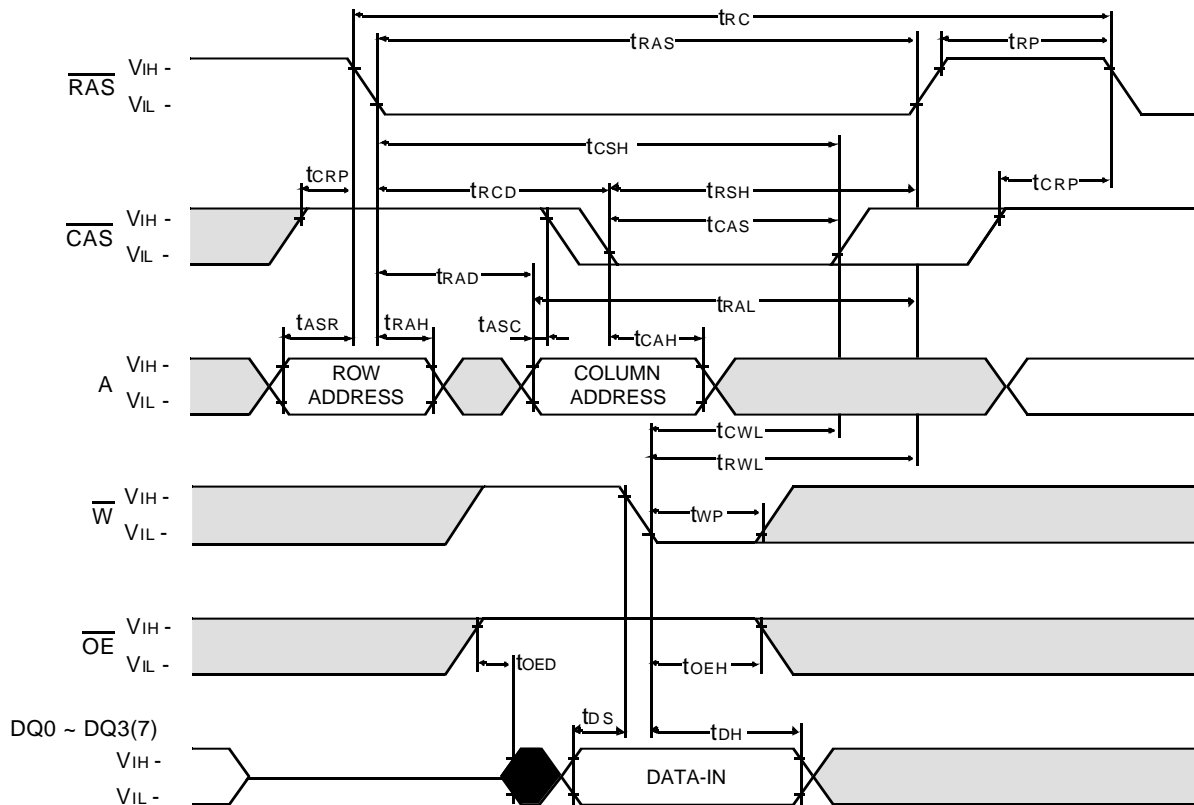 tRC
tRAS
tRP
RAS
VIH -
VIL -
tCSH
tCRP
tRCD
tRSH
tCRP
CAS
VIH -
VIL -
tCAS
tRAD
tRAL
tASR
tRAH
tASC
tCAH
A
VIH -
VIL -
ROW
ADDRESS
COLUMN
ADDRESS
tCWL
tRWL
W
VIH -
VIL -
tWP
OE
VIH -
VIL -
tOED
tOEH
DQ0 ~ DQ3(7)
tDS
tDH
VIH -
VIL -
DATA-IN